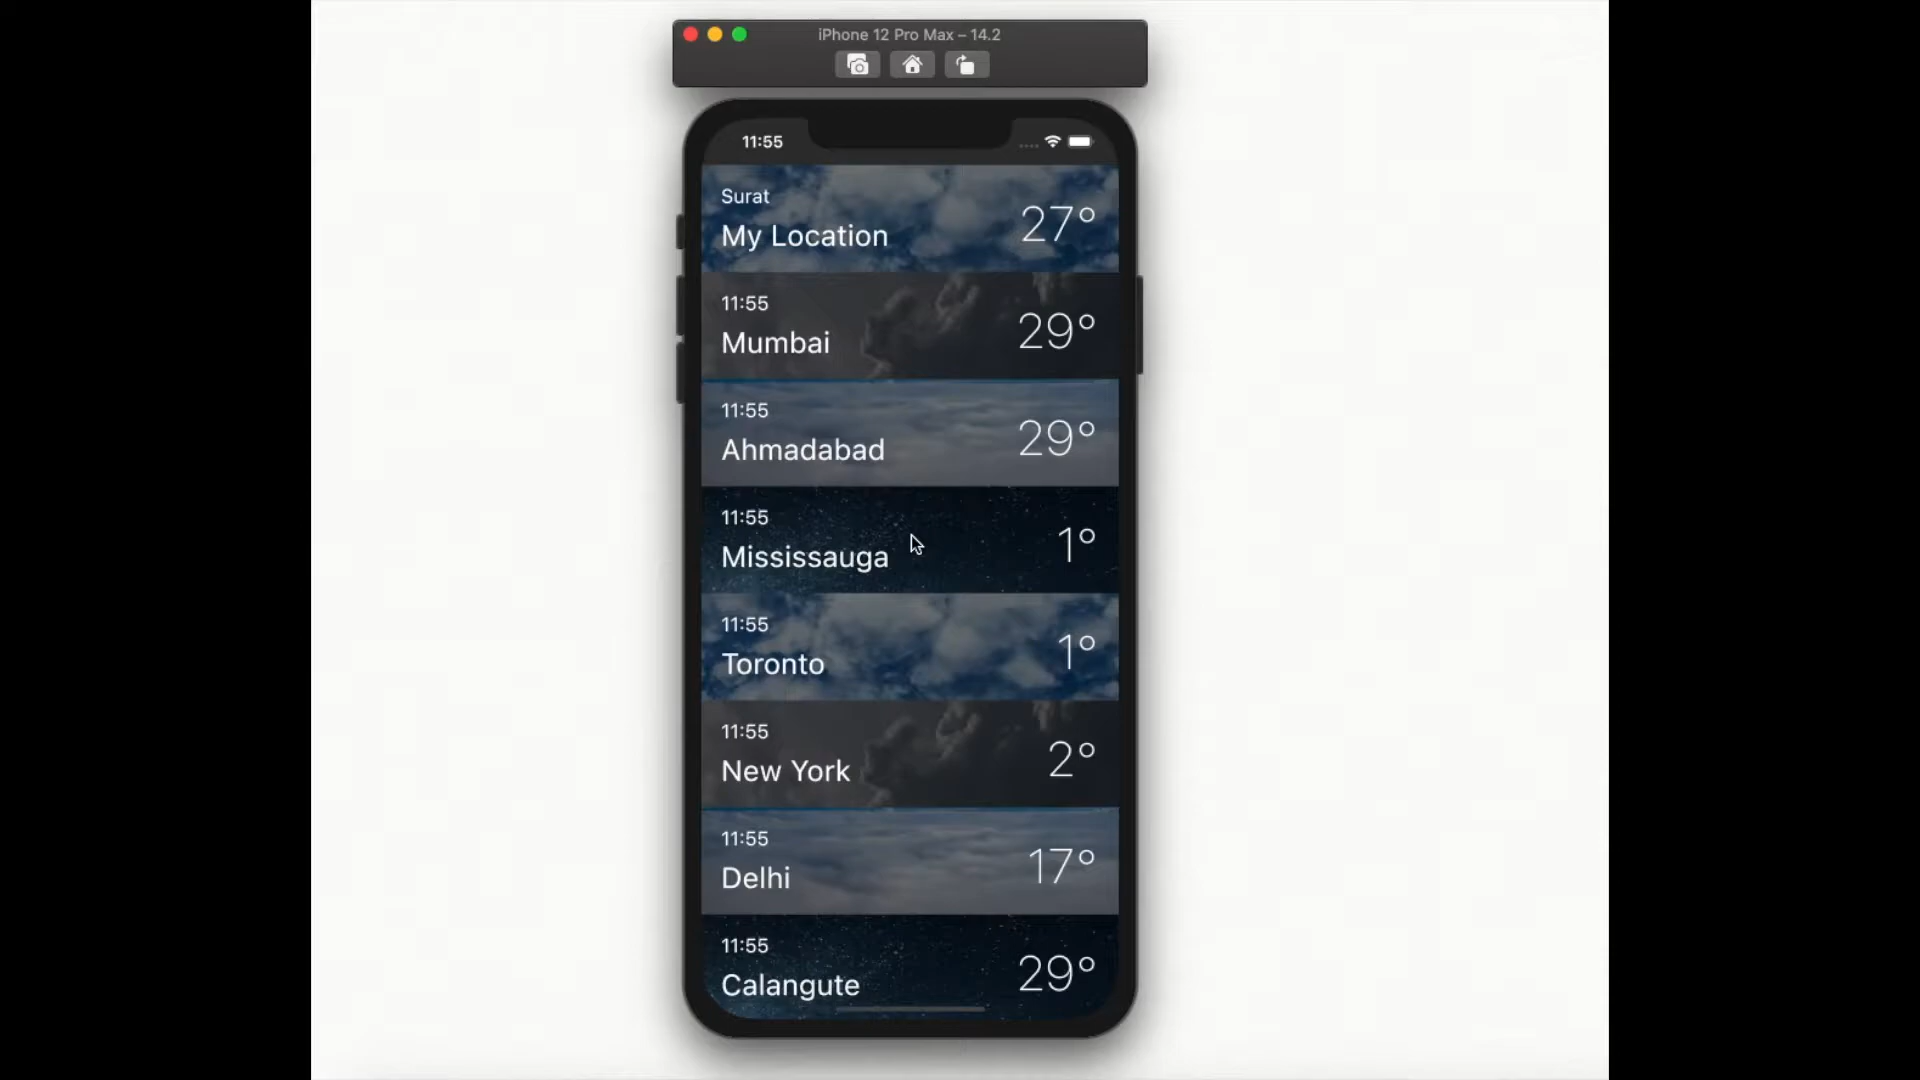 iPhone 12 Pro Max – 14.2
11:55
Surat
My Location
27°
11:55
Mumbai
29°
11:55
Ahmadabad
29°
11:55
Mississauga
1°
11:55
Toronto
1°
11:55
New York
2°
11:55
Delhi
17°
11:55
Calangute
29°